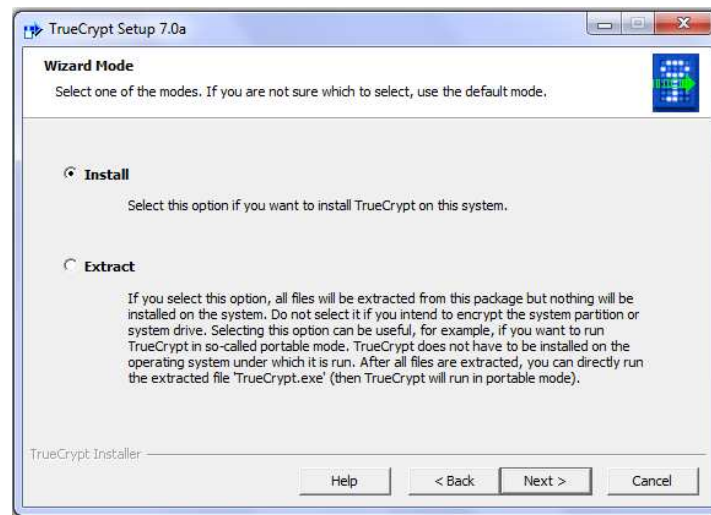 TrueCrypt Setup 7.0a
Wizard Mode
Select one of the modes. If you are not sure which to select, use the default mode.
Install
Select this option if you want to install TrueCrypt on this system.
Extract
If you select this option, all files will be extracted from this package but nothing will be
installed on the system. Do not select it if you intend to encrypt the system partition or
system drive. Selecting this option can be useful, for example, if you want to run
TrueCrypt in so-called portable mode. TrueCrypt does not have to be installed on the
operating system under which it is run. After all files are extracted, you can directly run
the extracted file 'TrueCrypt.exe' (then TrueCrypt will run in portable mode).
TrueCrypt Installer
Help
< Back
Next >
Cancel